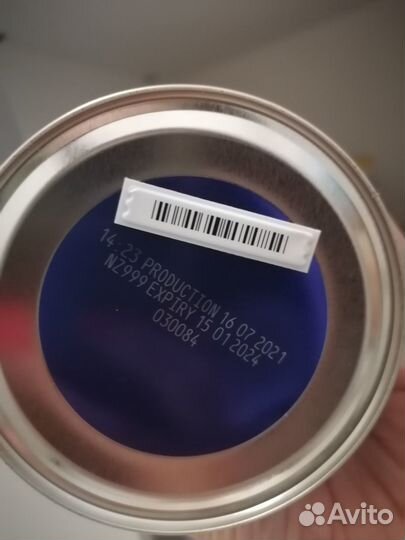 14:23 PRODUCTION 16 07 2021
NZ999 EXPIRY 15 01 2024
030084
Avito